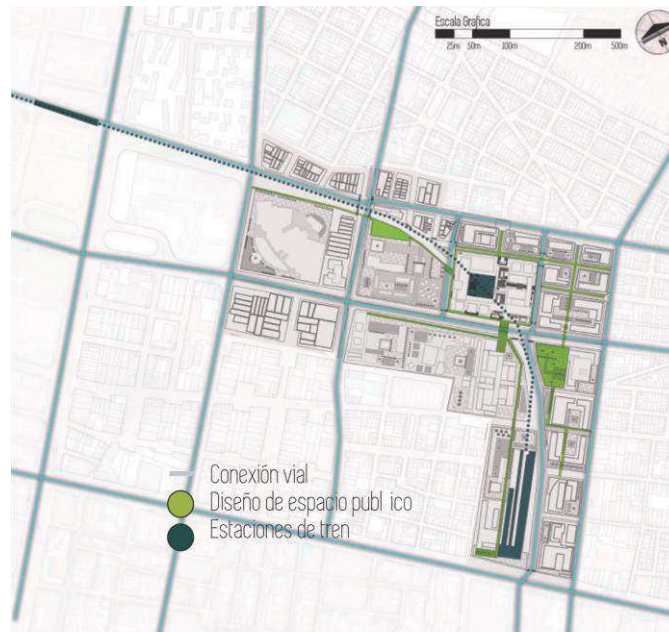 Escala Grafica
25m 50m 100m 200m 500m
N
Conexión vial
Diseño de espacio publ ico
Estaciones de tren